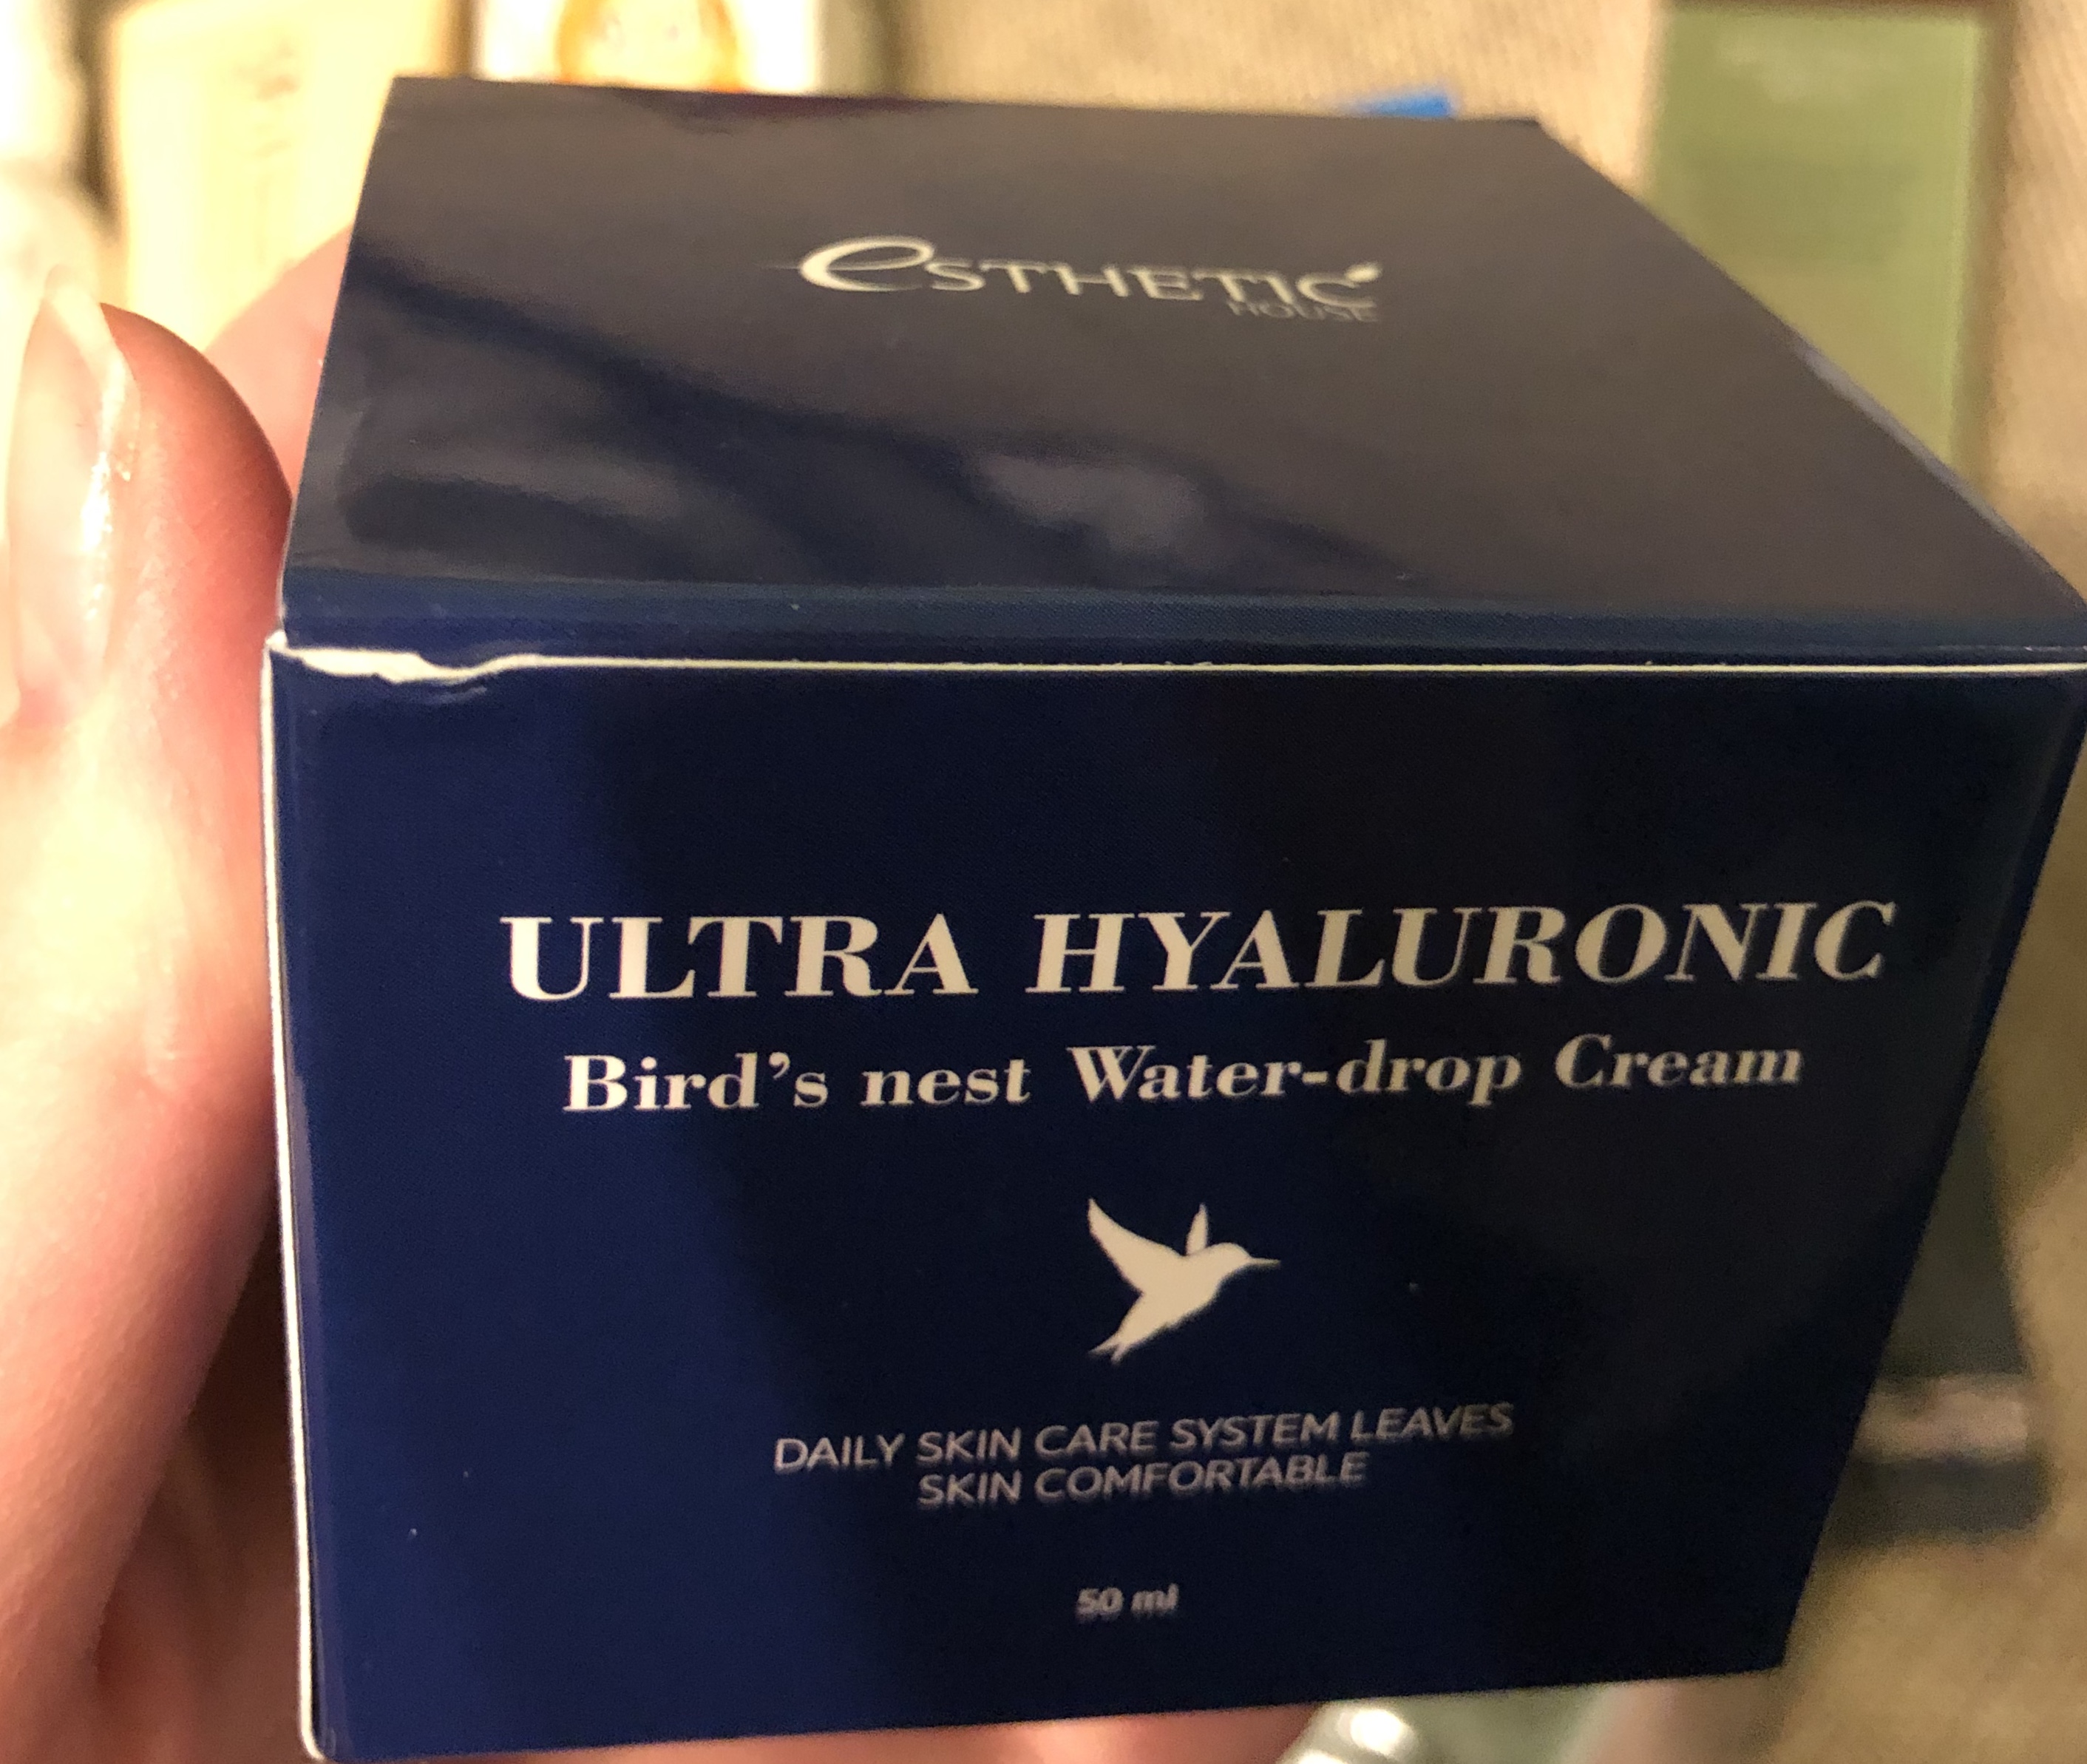 esTHETIC
HOUSE
ULTRA HYALURONIC
Bird's nest Water-drop Cream
DAILY SKIN CARE SYSTEM LEAVES
SKIN COMFORTABLE
50 ml